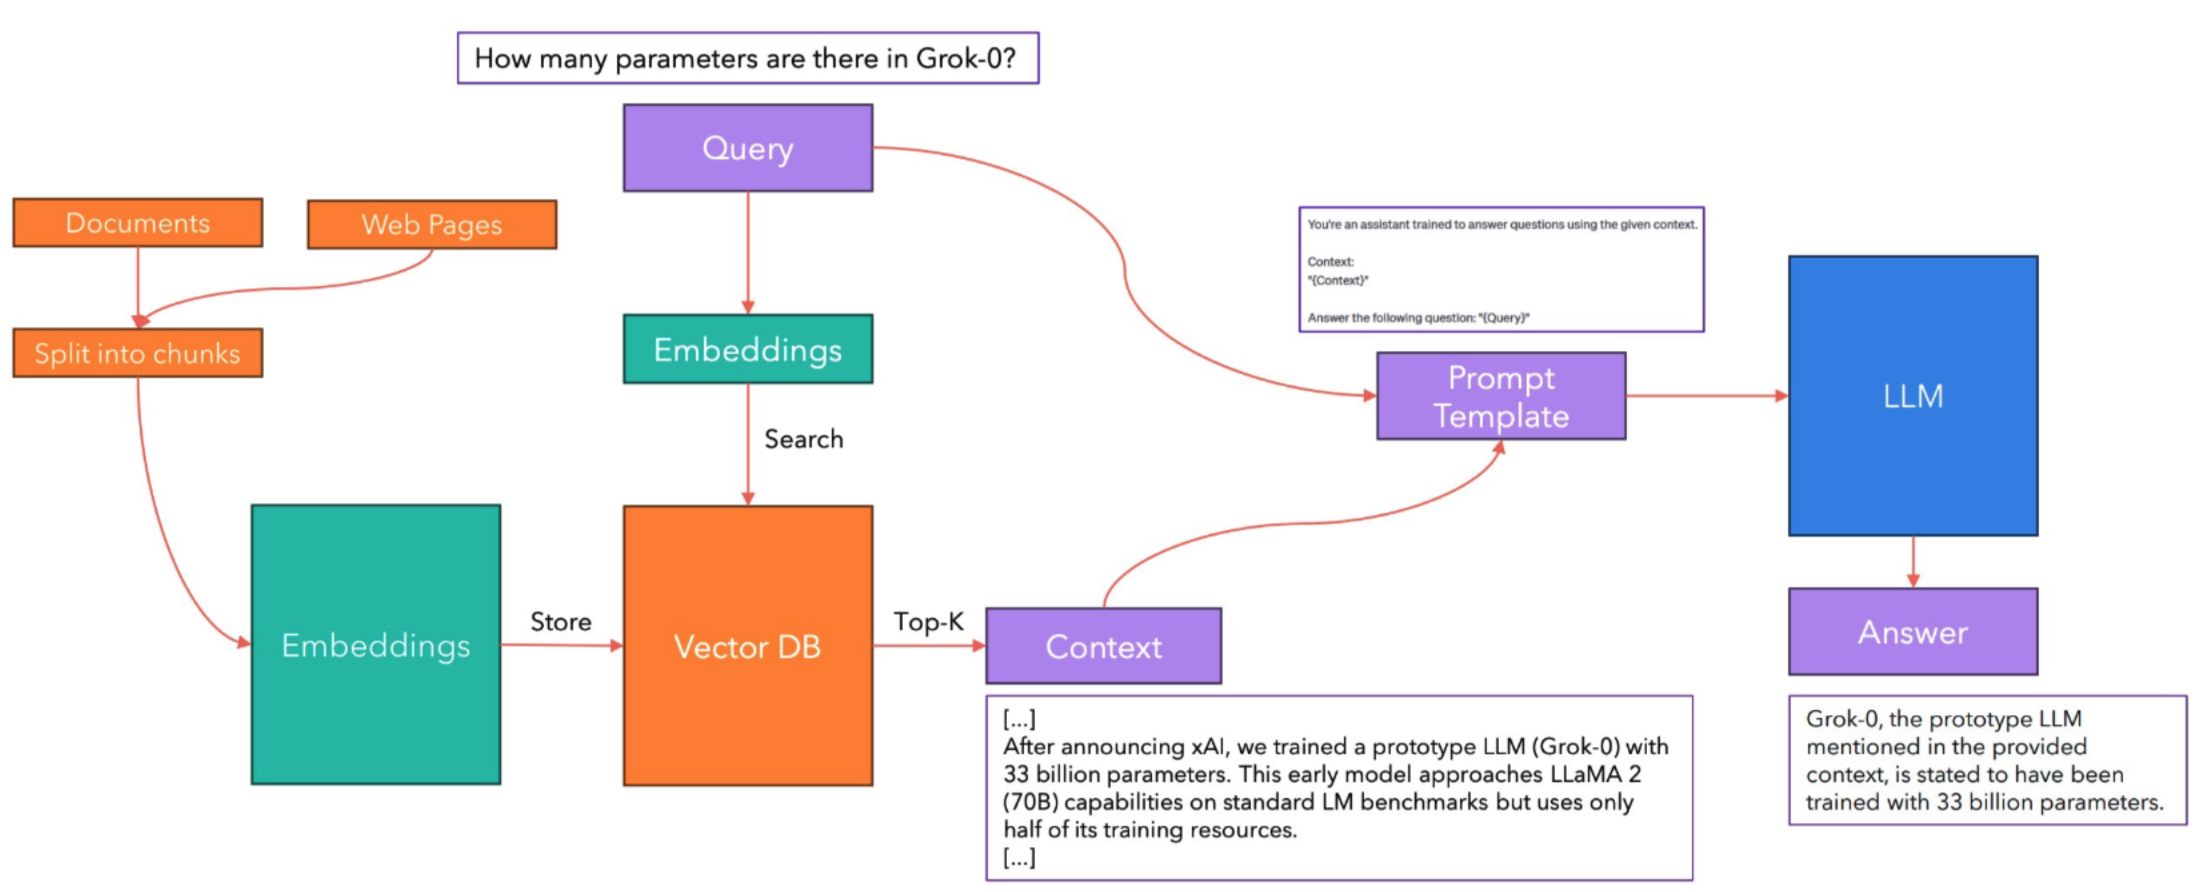 How many parameters are there in Grok-0?
Query
Documents
Web Pages
You're an assistant trained to answer questions using the given context.
Context:
"{Context}"
Answer the following question: "{Query}"
Split into chunks
Embeddings
Prompt
Template
LLM
Search
Embeddings
Store
Vector DB
Top-K
Context
Answer
[...]
After announcing xAI, we trained a prototype LLM (Grok-0) with
33 billion parameters. This early model approaches LLaMA 2
(70B) capabilities on standard LM benchmarks but uses only
half of its training resources.
[...]
Grok-0, the prototype LLM
mentioned in the provided
context, is stated to have been
trained with 33 billion parameters.